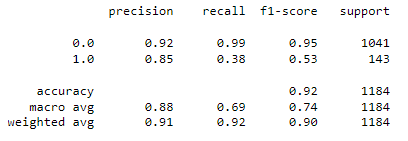 precision recall f1-score support
0.0 0.92 0.99 0.95 1041
1.0 0.85 0.38 0.53 143
accuracy 0.92 1184
macro avg 0.88 0.69 0.74 1184
weighted avg 0.91 0.92 0.90 1184